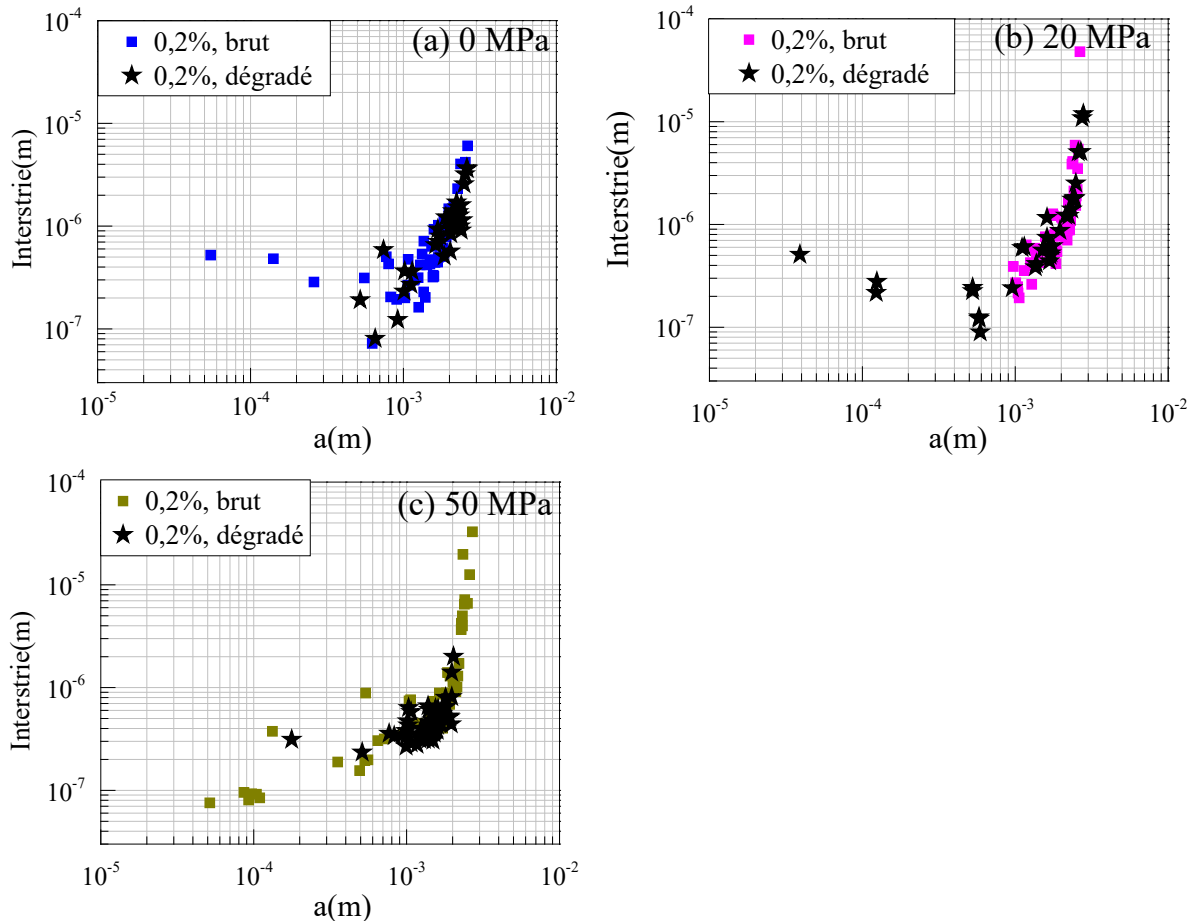 10⁻⁴
0,2%, brut
0,2%, dégradé
(a) 0 MPa
10⁻⁵
10⁻⁶
10⁻⁷
Interstrie(m)
10⁻⁵ 10⁻⁴ 10⁻³ 10⁻²
a(m)
10⁻⁴
0,2%, brut
0,2%, dégradé
(b) 20 MPa
10⁻⁵
10⁻⁶
10⁻⁷
Interstrie(m)
10⁻⁵ 10⁻⁴ 10⁻³ 10⁻²
a(m)
10⁻⁴
0,2%, brut
0,2%, dégradé
(c) 50 MPa
10⁻⁵
10⁻⁶
10⁻⁷
Interstrie(m)
10⁻⁵ 10⁻⁴ 10⁻³ 10⁻²
a(m)